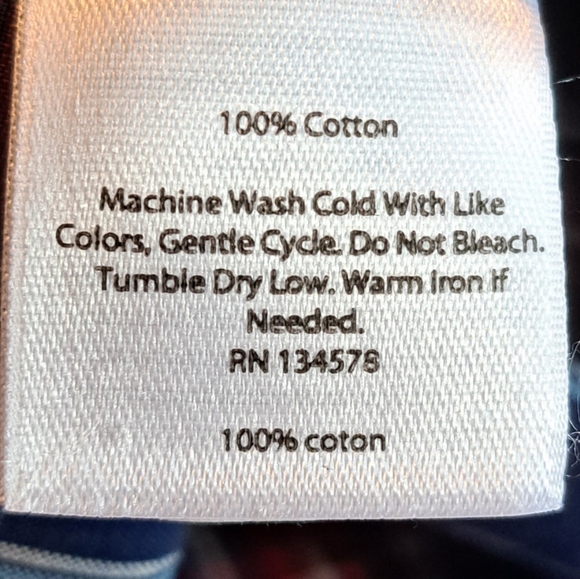 100% Cotton
Machine Wash Cold With Like
Colors, Gentle Cycle. Do Not Bleach.
Tumble Dry Low. Warm Iron If
Needed.
RN 134578
100% coton